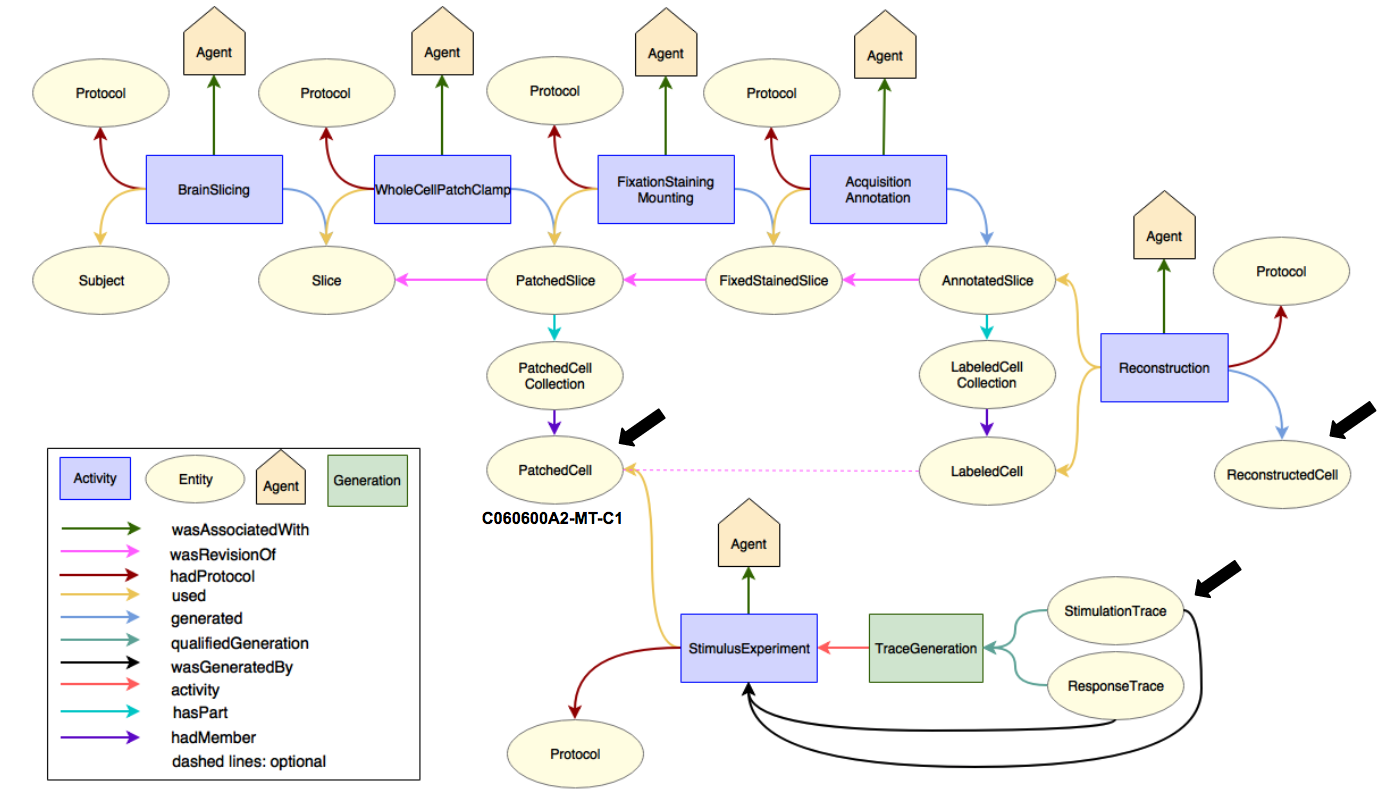 Agent
Agent
Agent
Agent
Protocol
Protocol
Protocol
Protocol
BrainSlicing
WholeCellPatchClamp
FixationStaining
Mounting
Acquisition
Annotation
Agent
Protocol
Subject
Slice
PatchedSlice
FixedStainedSlice
AnnotatedSlice
PatchedCell
Collection
LabeledCell
Collection
Reconstruction
PatchedCell
LabeledCell
ReconstructedCell
C060600A2-MT-C1
Activity
Entity
Agent
Generation
wasAssociatedWith
wasRevisionOf
hadProtocol
used
generated
qualifiedGeneration
wasGeneratedBy
activity
hasPart
hadMember
dashed lines: optional
Agent
StimulationTrace
StimulusExperiment
TraceGeneration
ResponseTrace
Protocol